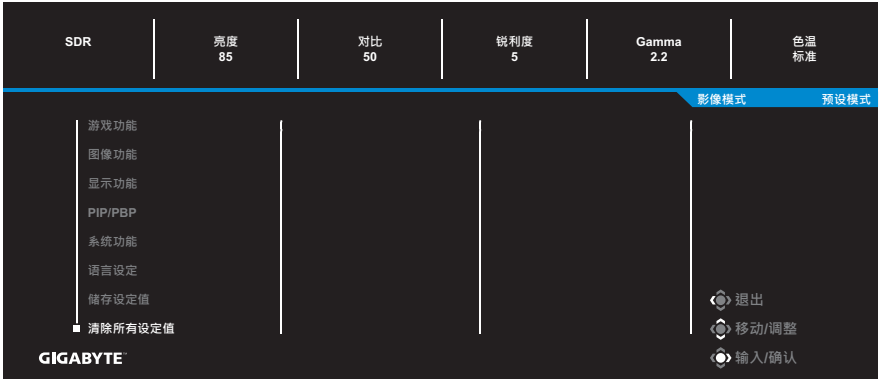 SDR
亮度
85
对比
50
锐利度
5
Gamma
2.2
色温
标准
影像模式
预设模式
游戏功能
图像功能
显示功能
PIP/PBP
系统功能
语言设定
储存设定值
清除所有设定值
退出
移动/调整
输入/确认
GIGABYTE™